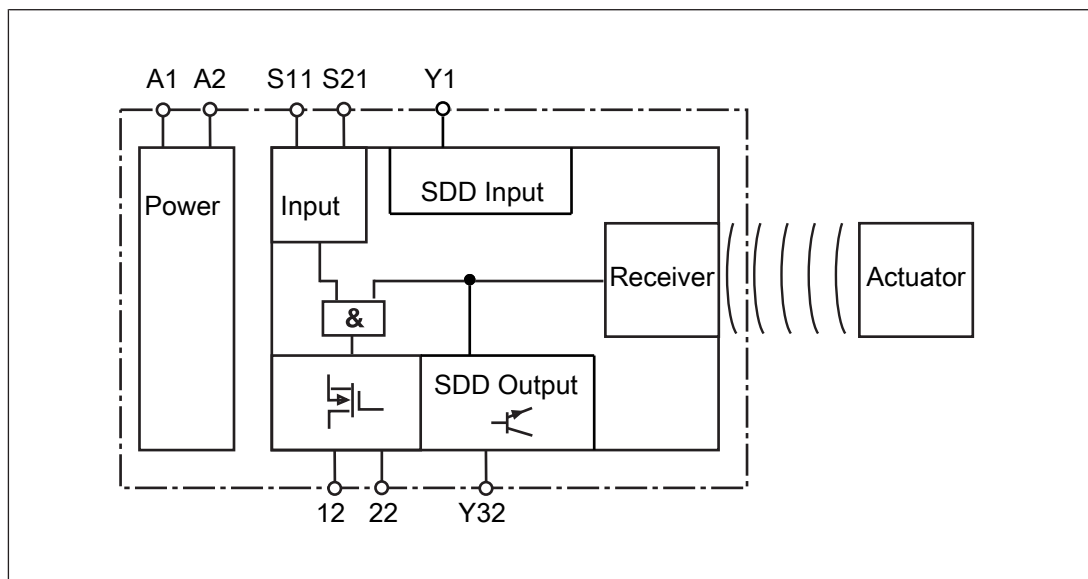 A1 A2 S11 S21 Y1
Power
Input
SDD Input
Receiver
Actuator
&
SDD Output
12 22 Y32